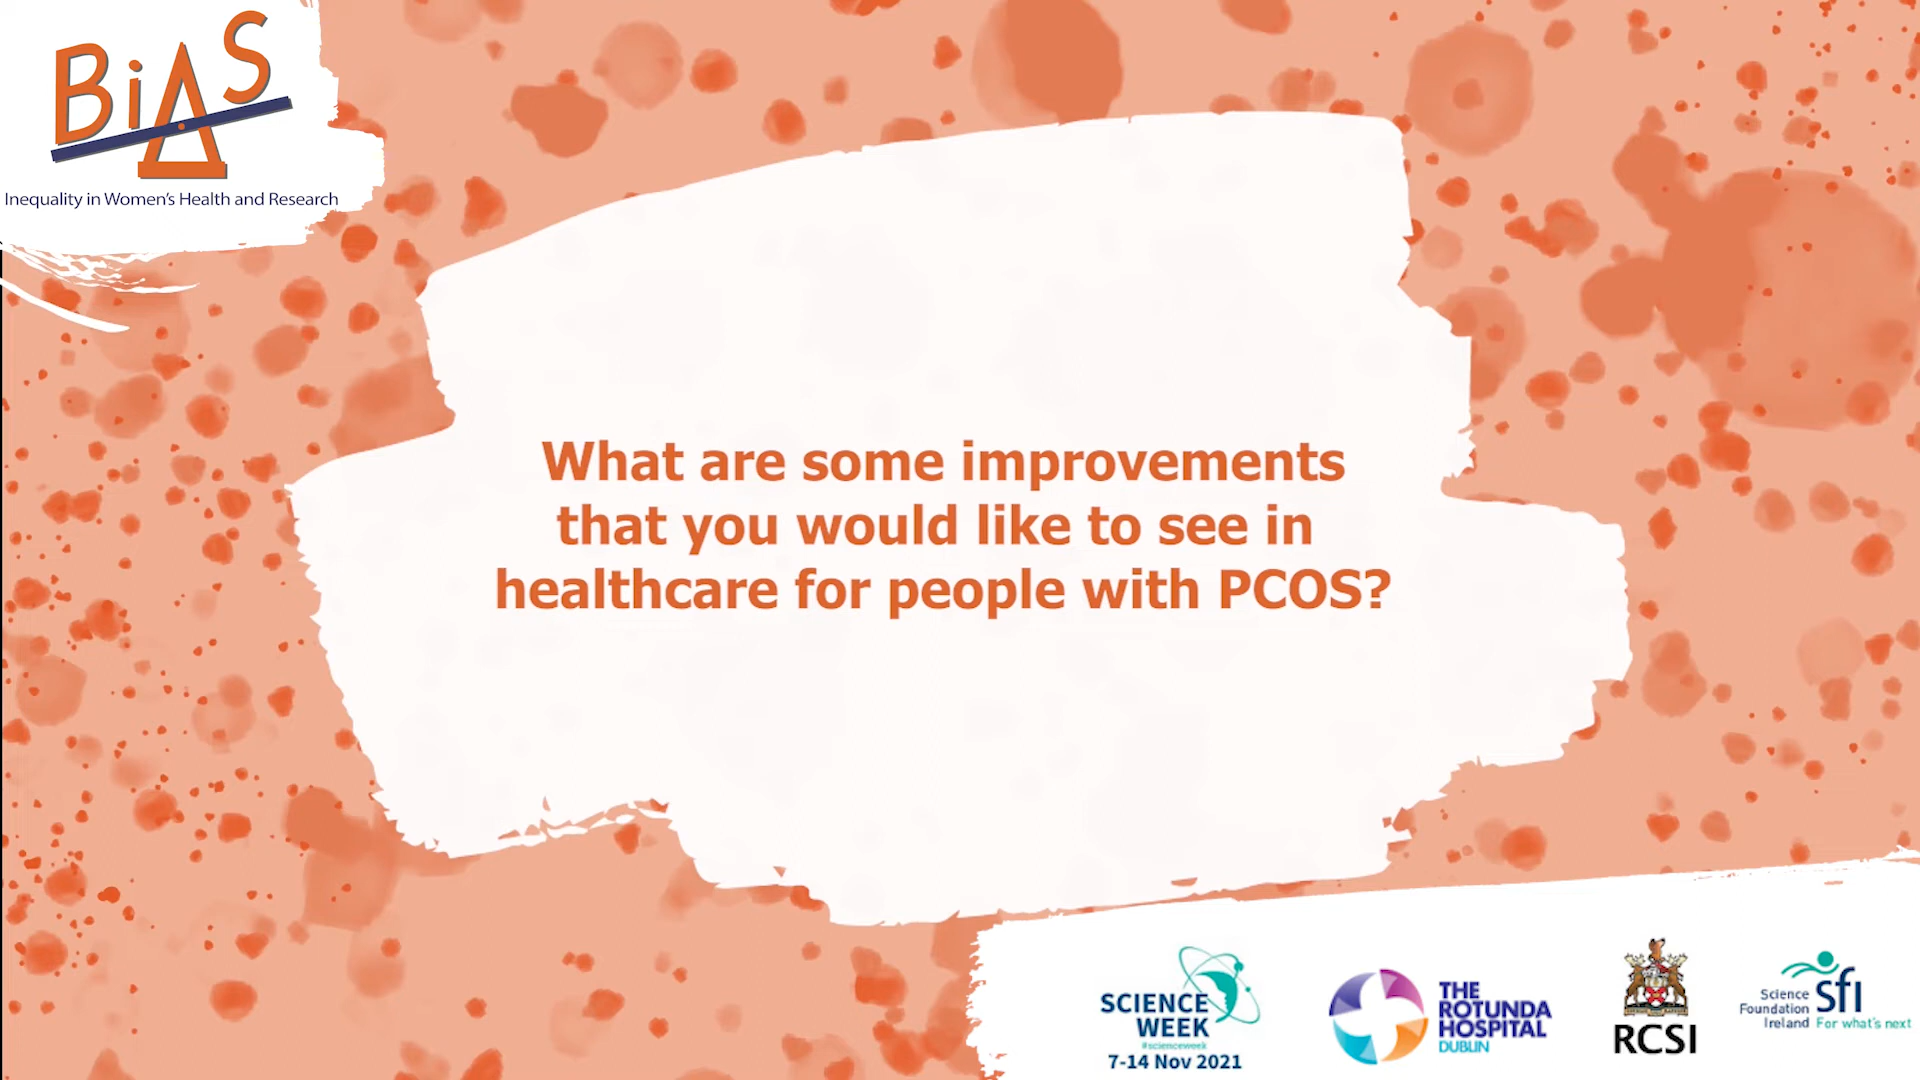 BiAS
Inequality in Women's Health and Research
What are some improvements
that you would like to see in
healthcare for people with PCOS?
SCIENCE
WEEK
#scienceweek
7-14 Nov 2021
THE
ROTUNDA
HOSPITAL
DUBLIN
RCSI
Science
Foundation
Ireland
sfi
For what's next